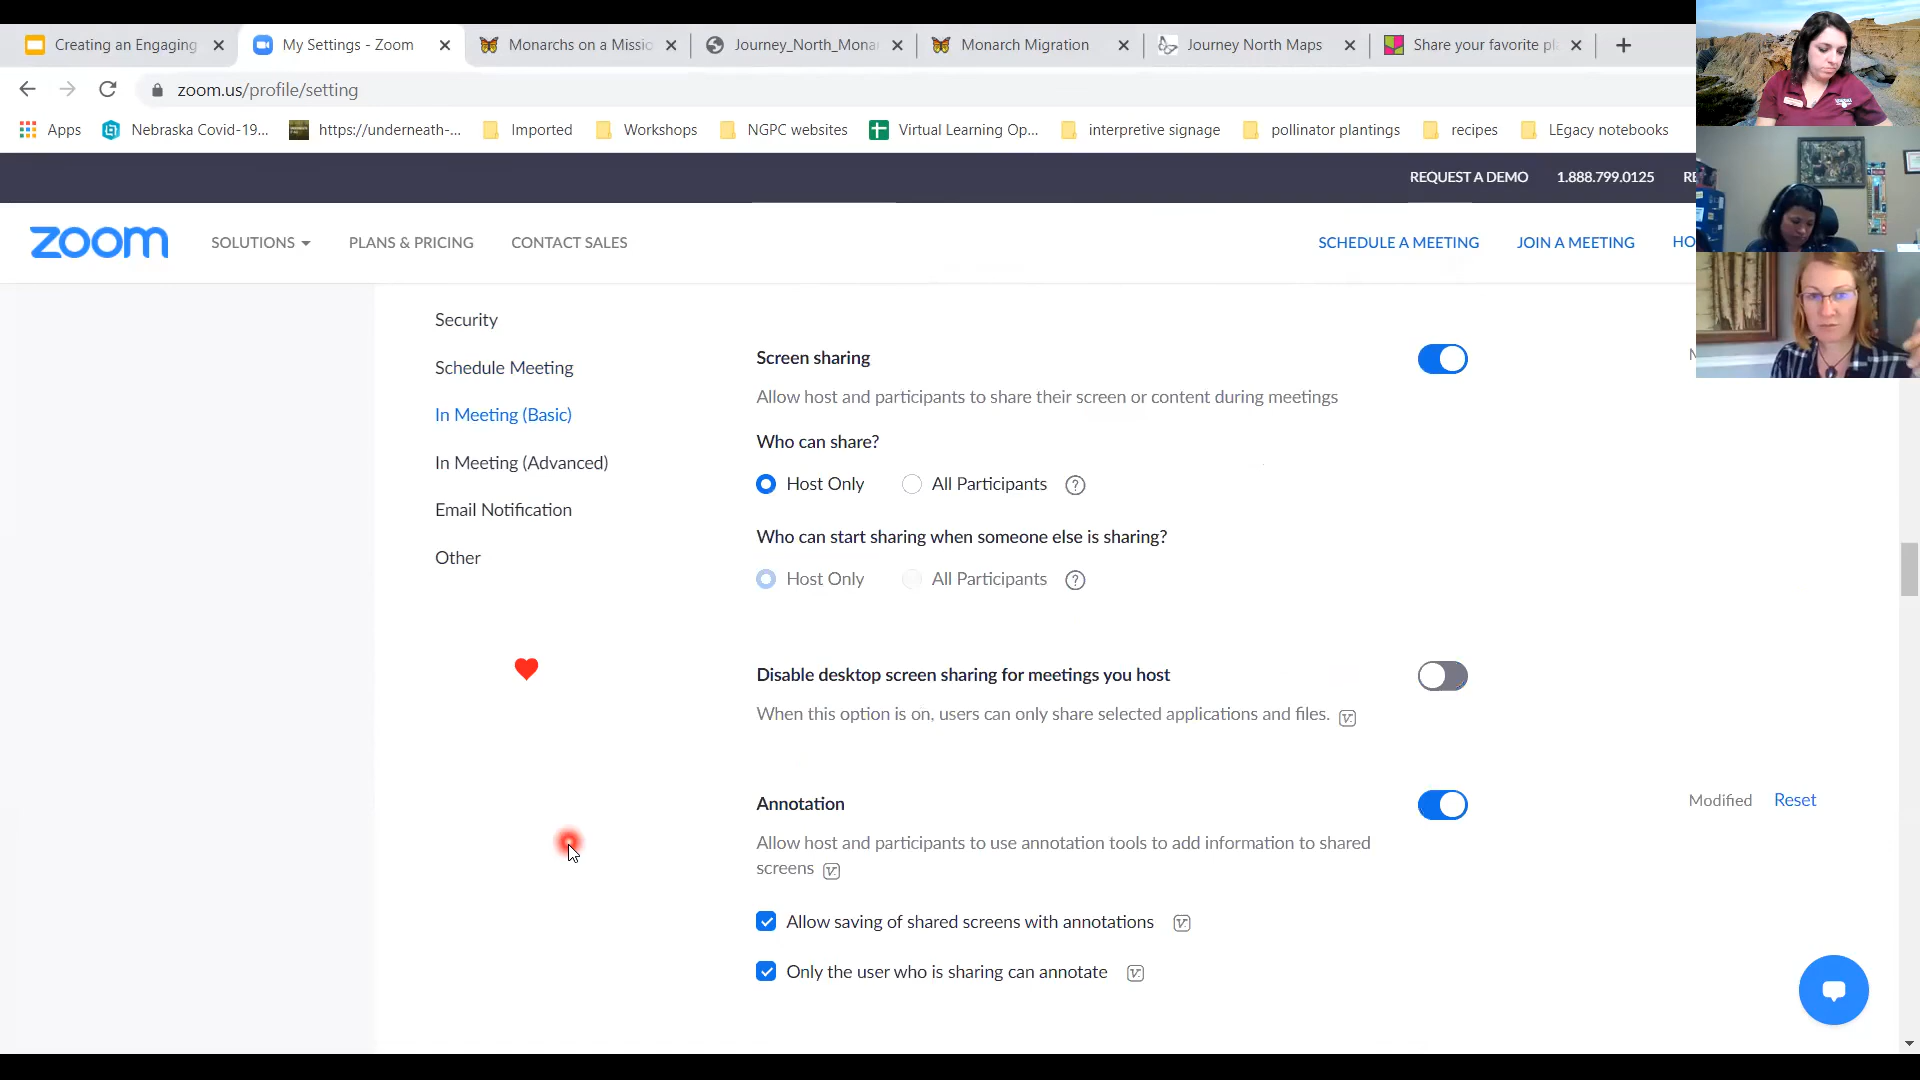 Creating an Engaging
My Settings - Zoom
Monarchs on a Missio
Journey_North_Mona
Monarch Migration
Journey North Maps
Share your favorite pl
zoom.us/profile/setting
Apps
Nebraska Covid-19...
https://underneath-...
Imported
Workshops
NGPC websites
Virtual Learning Op...
interpretive signage
pollinator plantings
recipes
LEgacy notebooks
REQUEST A DEMO
1.888.799.0125
RE
zoom
SOLUTIONS
PLANS & PRICING
CONTACT SALES
SCHEDULE A MEETING
JOIN A MEETING
HO
Security
Schedule Meeting
In Meeting (Basic)
In Meeting (Advanced)
Email Notification
Other
Screen sharing
Allow host and participants to share their screen or content during meetings
Who can share?
Host Only
All Participants
Who can start sharing when someone else is sharing?
Host Only
All Participants
Disable desktop screen sharing for meetings you host
When this option is on, users can only share selected applications and files.
Annotation
Modified
Reset
Allow host and participants to use annotation tools to add information to shared
screens
Allow saving of shared screens with annotations
Only the user who is sharing can annotate